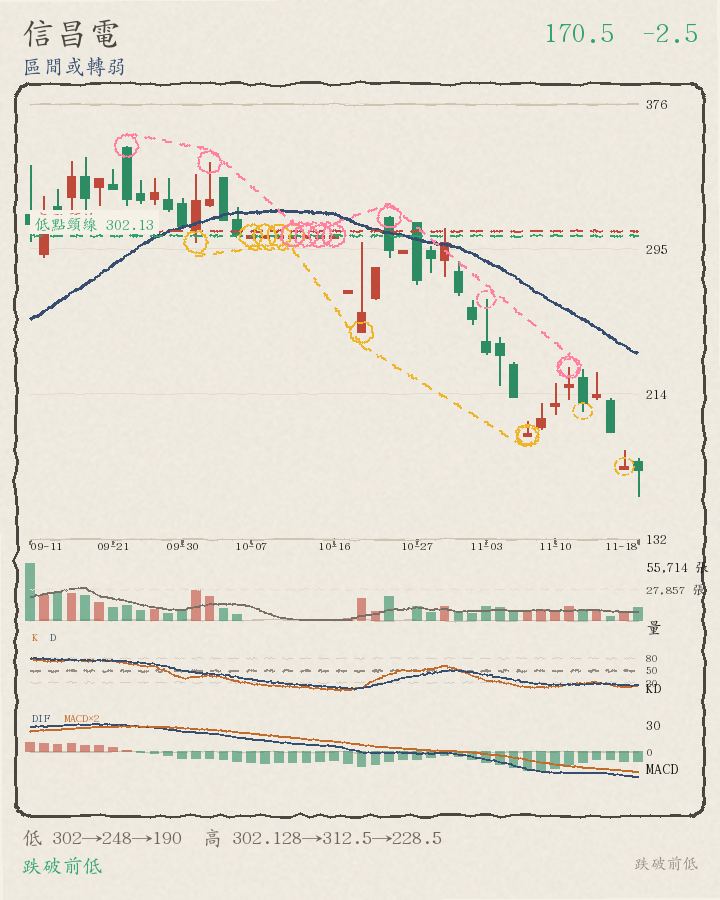 信昌電
170.5 -2.5
區間或轉弱
376
低點頸線 302.13
295
214
132
09-11 09-21 09-30 10-07 10-16 10-27 11-03 11-10 11-18
55,714 張
27,857 張
量
K D
80
50
20
KD
DIF MACD×2
30
0
MACD
低 302→248→190 高 302.128→312.5→228.5
跌破前低
跌破前低